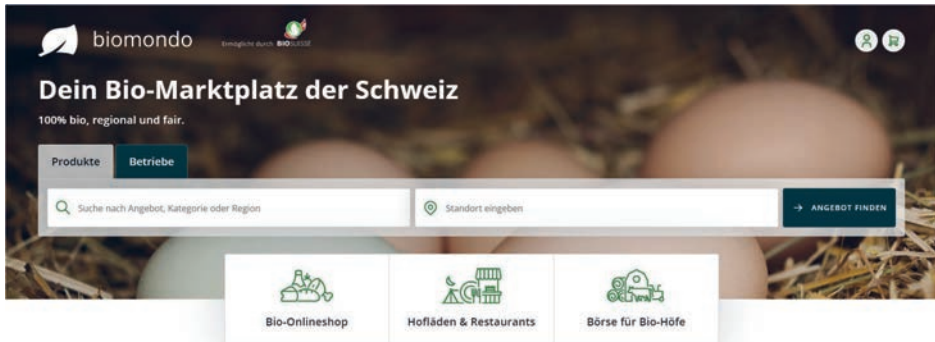 biomondo
Ermöglicht durch BIOSUISSE
Dein Bio-Marktplatz der Schweiz
100% bio, regional und fair.
Produkte Betriebe
Suche nach Angebot, Kategorie oder Region Standort eingeben → ANGEBOT FINDEN
Bio-Onlineshop Hofläden & Restaurants Börse für Bio-Höfe